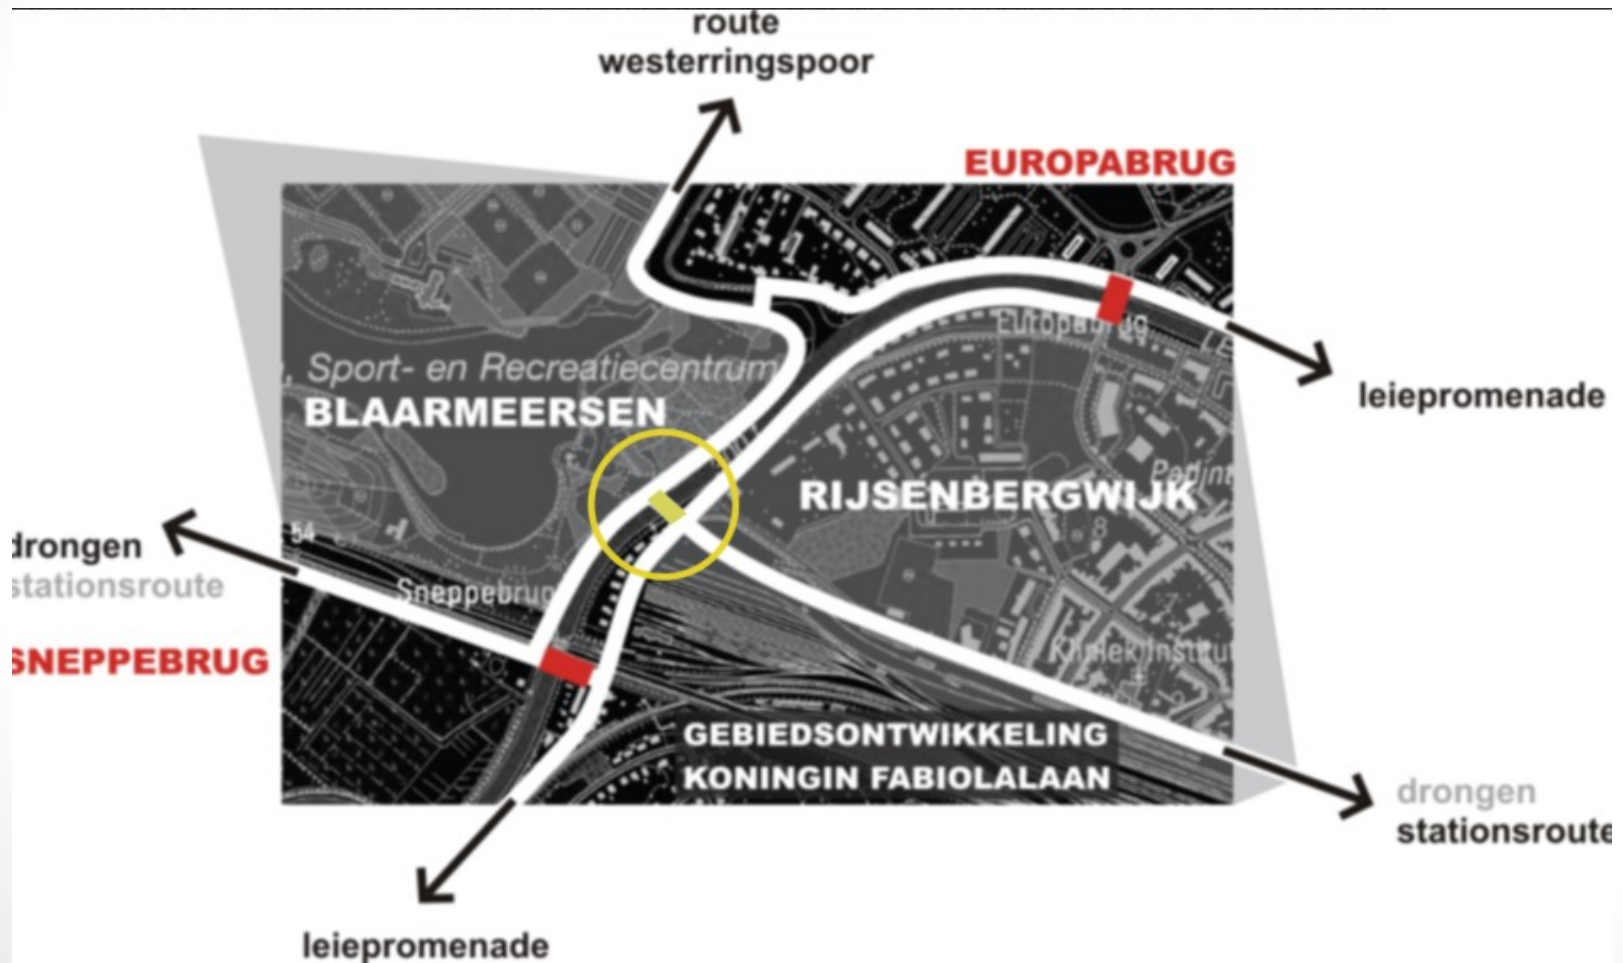 route
westerringspoor
EUROPABRUG
Europabrug
leiepromenade
Sport- en Recreatiecentrum
BLAARMEERSEN
RIJSENBERGWIJK
8
54
drongen
stationsroute
Sneppebrug
SNEPPEBRUG
GEBIEDSONTWIKKELING
KONINGIN FABIOLALAAN
drongen
stationsroute
leiepromenade